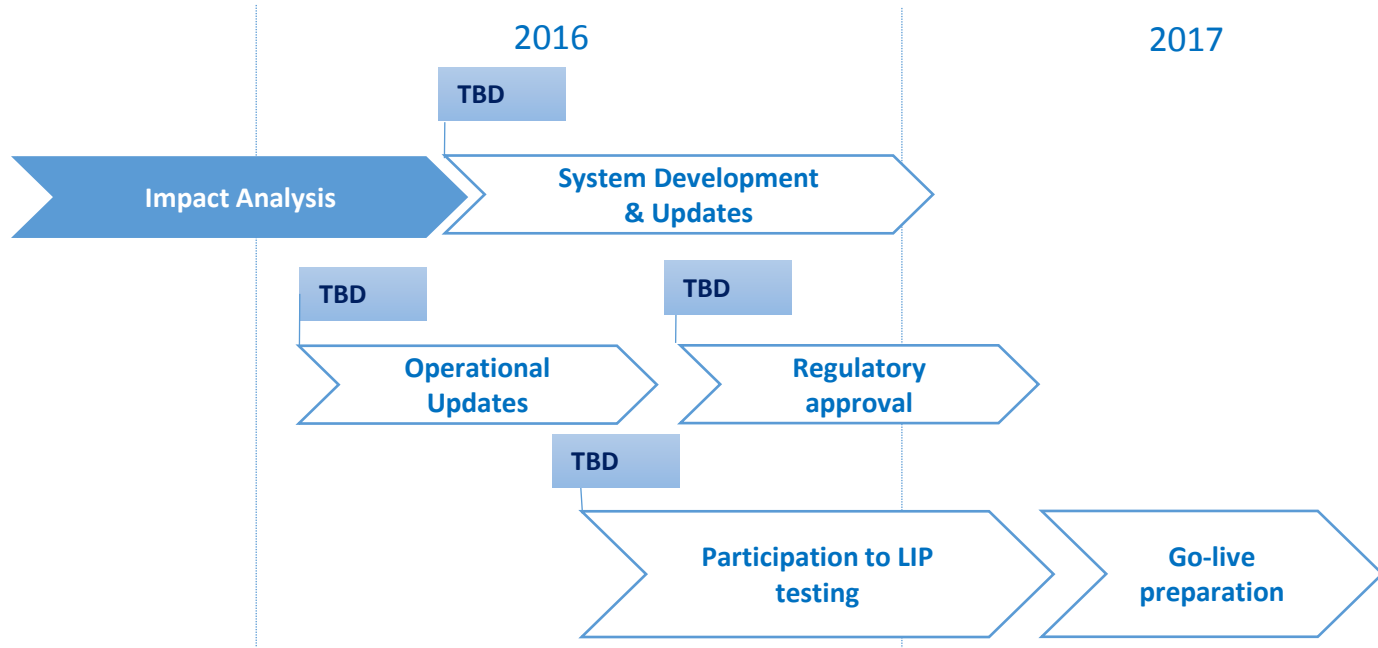 2016
2017
TBD
Impact Analysis
System Development
& Updates
TBD
TBD
Operational
Updates
Regulatory
approval
TBD
Participation to LIP
testing
Go-live
preparation